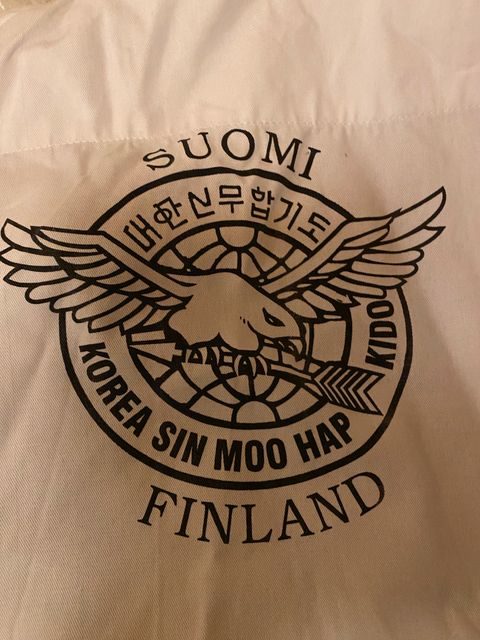 SUOMI
대한신무합기도
KOREA SIN MOO HAP KIDO
FINLAND